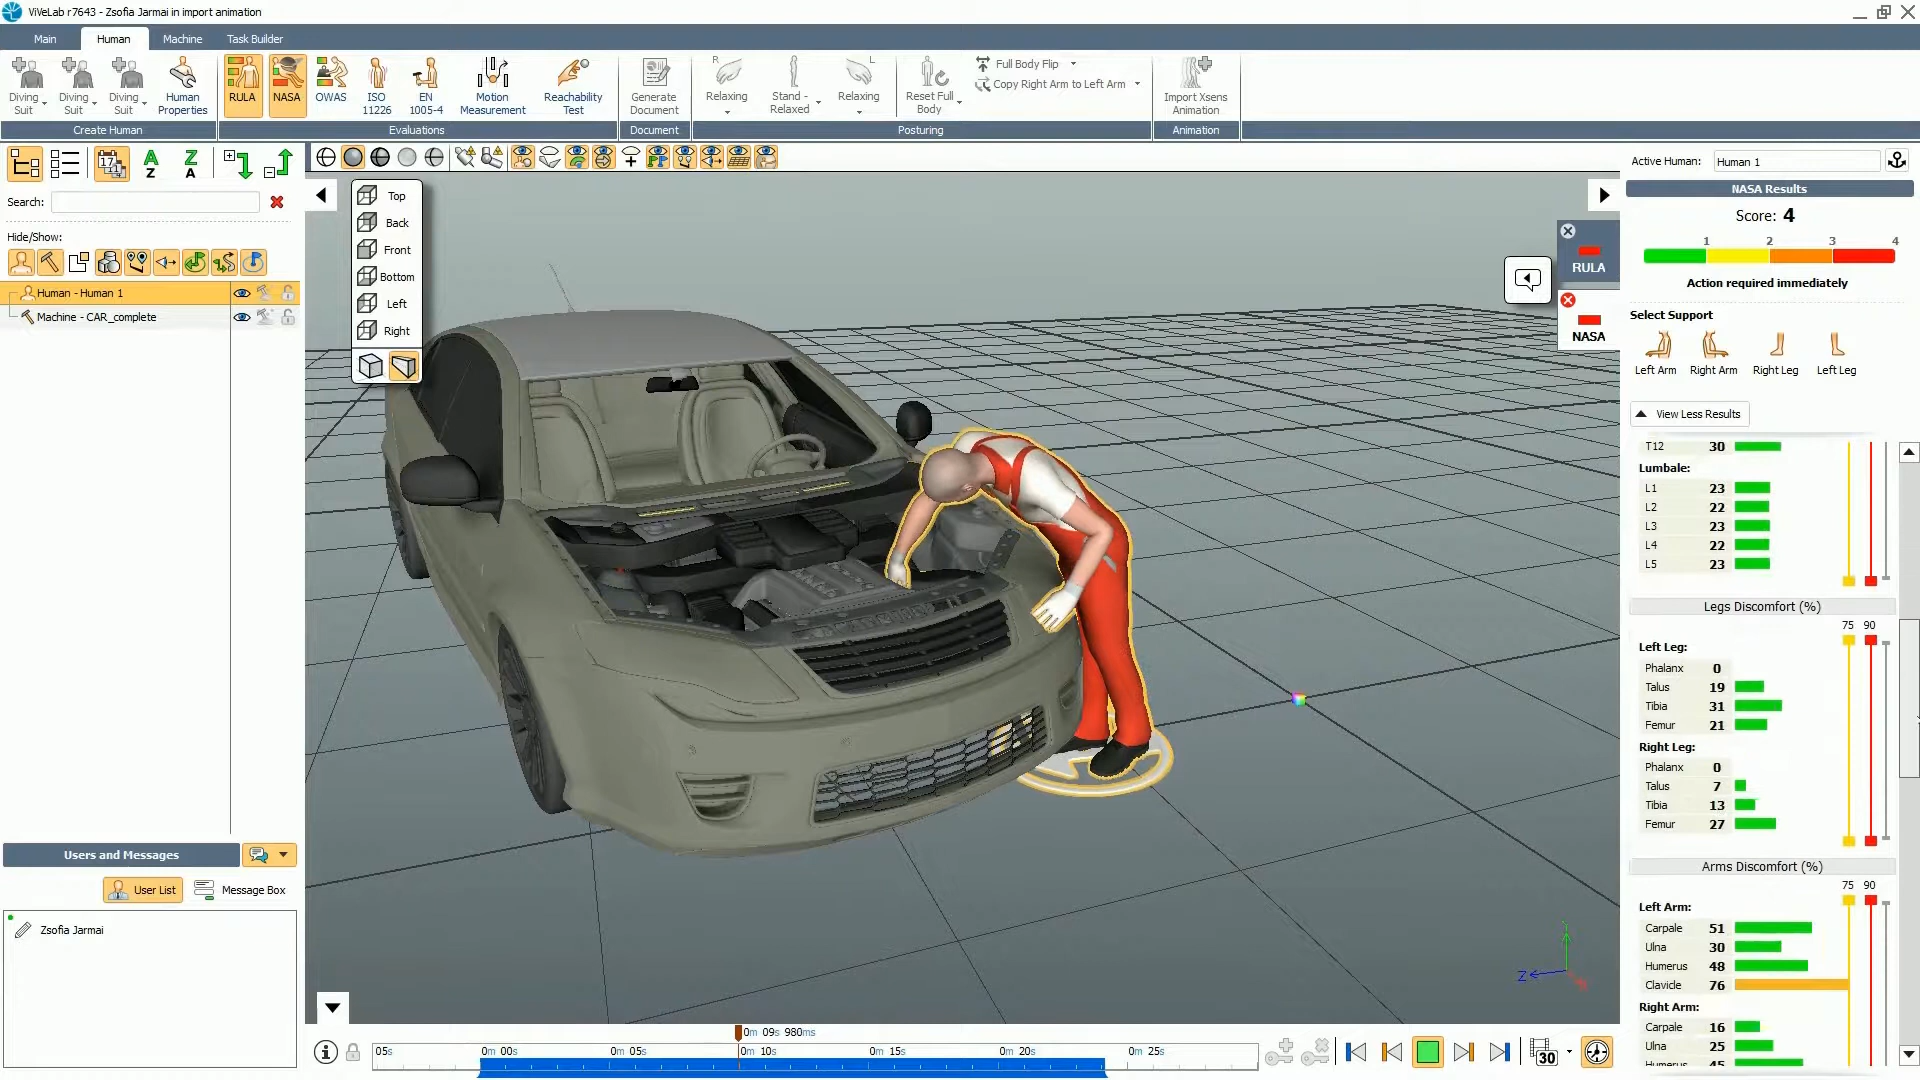 ViVeLab r7643 - Zsofia Jarmai in import animation
Main Human Machine Task Builder
Diving Suit
Diving Suit
Diving Suit
Human Properties
RULA
NASA
OWAS
ISO 11226
EN 1005-4
Motion Measurement
Reachability Test
Generate Document
R
Relaxing
Stand - Relaxed
L
Relaxing
Reset Full Body
Full Body Flip
Copy Right Arm to Left Arm
Import Xsens Animation
Create Human
Evaluations
Document
Posturing
Animation
17
A Z
Z A
Search:
Hide/Show:
Human - Human 1
Machine - CAR_complete
Top
Back
Front
Bottom
Left
Right
RULA
NASA
Active Human: Human 1
NASA Results
Score: 4
1 2 3 4
Action required immediately
Select Support
Left Arm Right Arm Right Leg Left Leg
View Less Results
T12 30
Lumbale:
L1 23
L2 22
L3 23
L4 22
L5 23
Legs Discomfort (%)
75 90
Left Leg:
Phalanx 0
Talus 19
Tibia 31
Femur 21
Right Leg:
Phalanx 0
Talus 7
Tibia 13
Femur 27
Arms Discomfort (%)
75 90
Left Arm:
Carpale 51
Ulna 30
Humerus 48
Clavicle 76
Right Arm:
Carpale 16
Ulna 25
Humerus 45
Users and Messages
User List
Message Box
Zsofia Jarmai
Z
0m 09s 980ms
05s 0m 00s 0m 05s 0m 10s 0m 15s 0m 20s 0m 25s
30